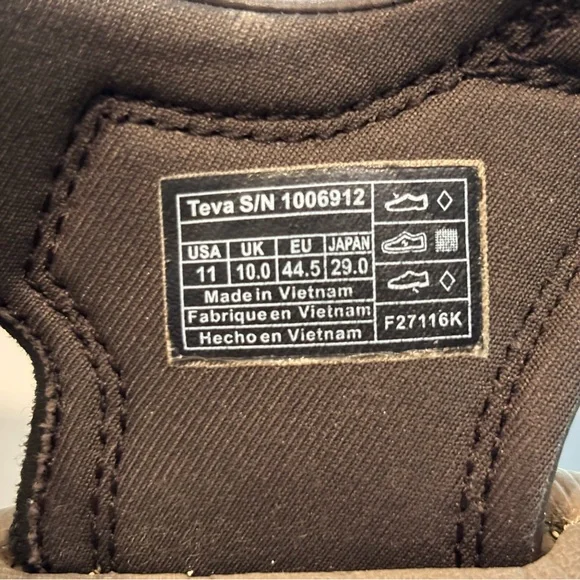 Teva S/N 1006912
USA UK EU JAPAN
11 10.0 44.5 29.0
Made in Vietnam
Fabrique en Vietnam
Hecho en Vietnam
F27116K